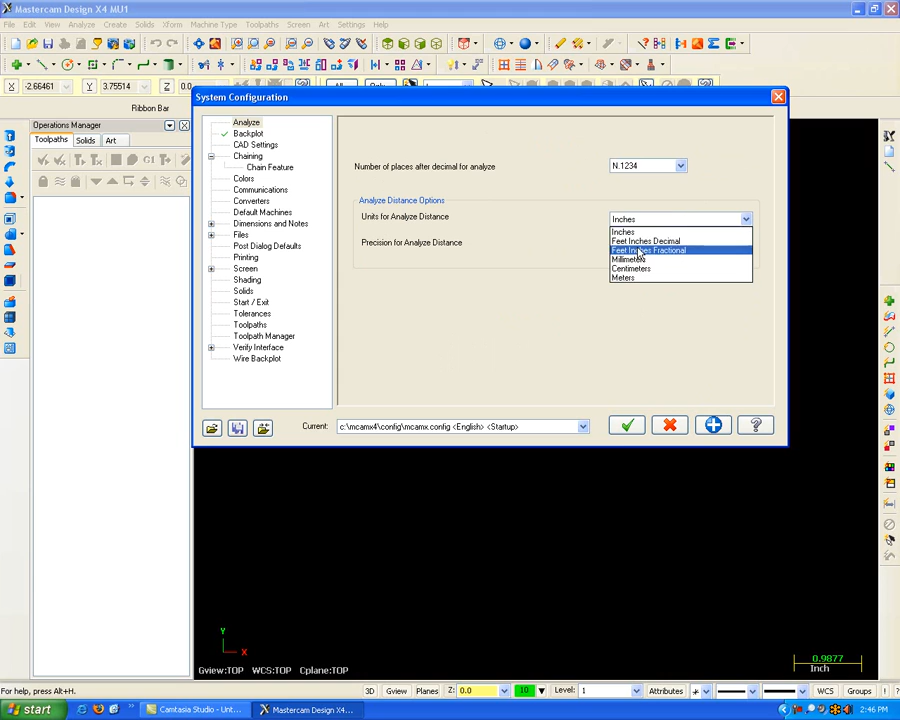 Mastercam Design X4 MU1
File Edit View Analyze Create Solids Xform Machine Type Toolpaths Screen Art Settings Help
X -2.66461 Y 3.75514 Z 0.0
Ribbon Bar
Operations Manager
Toolpaths Solids Art
System Configuration
Analyze
Backplot
CAD Settings
Chaining
Chain Feature
Colors
Communications
Converters
Default Machines
Dimensions and Notes
Files
Post Dialog Defaults
Printing
Screen
Shading
Solids
Start / Exit
Tolerances
Toolpaths
Toolpath Manager
Verify Interface
Wire Backplot
Number of places after decimal for analyze
N.1234
Analyze Distance Options
Units for Analyze Distance
Inches
Precision for Analyze Distance
Inches
Feet Inches Decimal
Feet Inches Fractional
Millimeters
Centimeters
Meters
Current:
c:\mcamx4\config\mcamx.config <English> <Startup>
Y
X
Gview:TOP WCS:TOP Cplane:TOP
0.9877
Inch
For help, press Alt+H.
3D Gview Planes Z: 0.0 10 Level: 1 Attributes WCS Groups
start
Camtasia Studio - Unt...
Mastercam Design X4...
2:46 PM